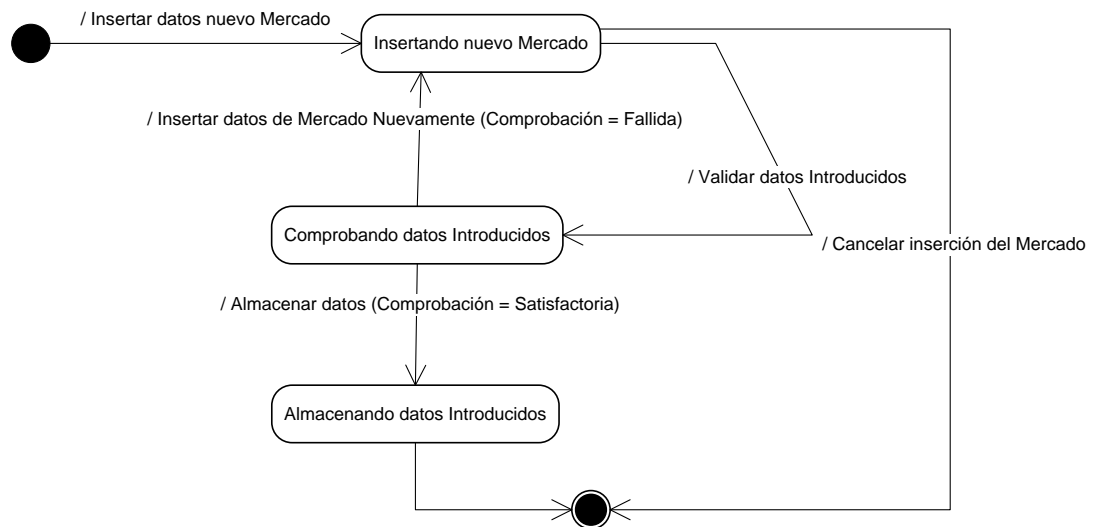 / Insertar datos nuevo Mercado
Insertando nuevo Mercado
/ Insertar datos de Mercado Nuevamente (Comprobación = Fallida)
/ Validar datos Introducidos
Comprobando datos Introducidos
/ Cancelar inserción del Mercado
/ Almacenar datos (Comprobación = Satisfactoria)
Almacenando datos Introducidos